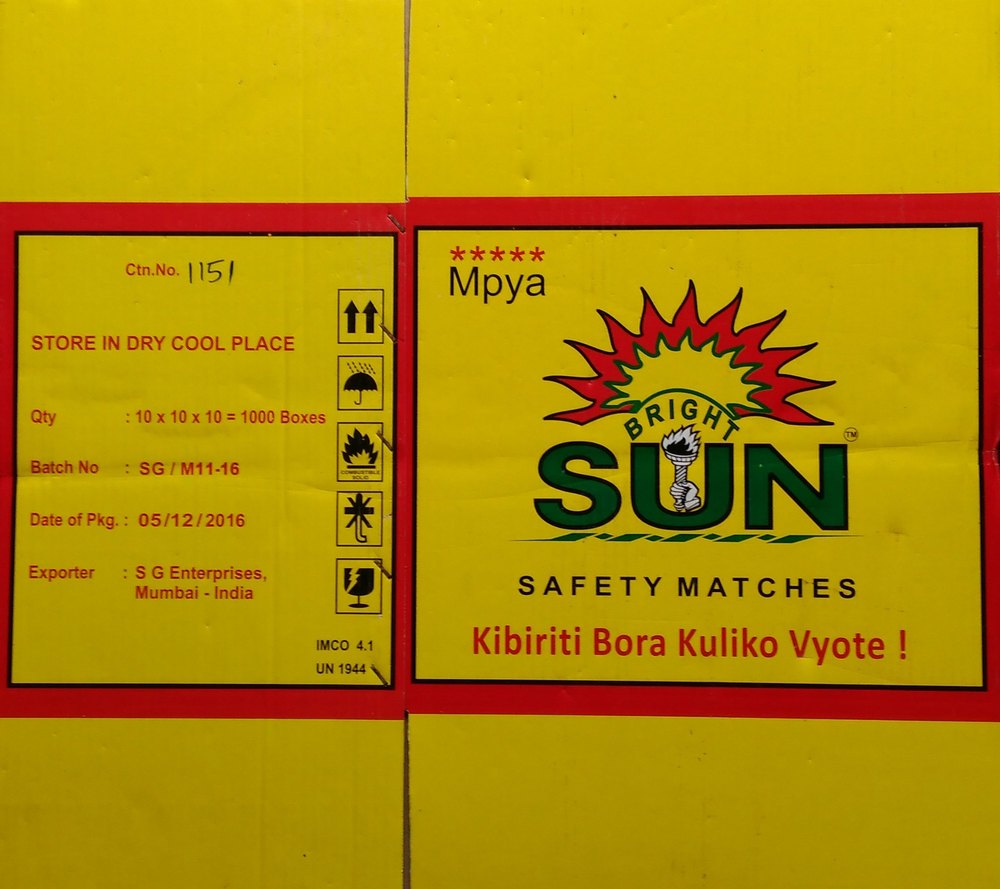 Ctn.No. 1151
STORE IN DRY COOL PLACE
Qty : 10 x 10 x 10 = 1000 Boxes
Batch No : SG / M11-16
Date of Pkg. : 05/12/2016
Exporter : S G Enterprises,
Mumbai - India
COMBUSTIBLE
SOLID
IMCO 4.1
UN 1944
*****
Mpya
BRIGHT
SUN TM
SAFETY MATCHES
Kibiriti Bora Kuliko Vyote !